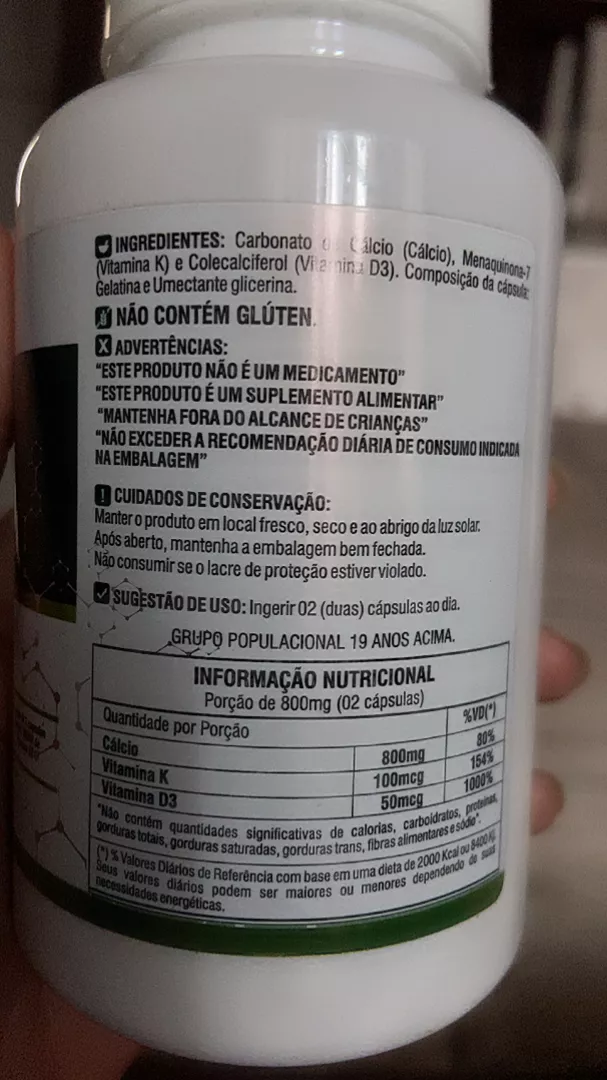 INGREDIENTES: Carbonato de Cálcio (Cálcio), Menaquinona-7
(Vitamina K) e Colecalciferol (Vitamina D3). Composição da cápsula:
Gelatina e Umectante glicerina.
NÃO CONTÉM GLÚTEN.
ADVERTÊNCIAS:
"ESTE PRODUTO NÃO É UM MEDICAMENTO"
"ESTE PRODUTO É UM SUPLEMENTO ALIMENTAR"
"MANTENHA FORA DO ALCANCE DE CRIANÇAS"
"NÃO EXCEDER A RECOMENDAÇÃO DIÁRIA DE CONSUMO INDICADA
NA EMBALAGEM"
CUIDADOS DE CONSERVAÇÃO:
Manter o produto em local fresco, seco e ao abrigo da luz solar.
Após aberto, mantenha a embalagem bem fechada.
Não consumir se o lacre de proteção estiver violado.
SUGESTÃO DE USO: Ingerir 02 (duas) cápsulas ao dia.
GRUPO POPULACIONAL 19 ANOS ACIMA.
INFORMAÇÃO NUTRICIONAL
Porção de 800mg (02 cápsulas)
Quantidade por Porção %VD(*)
Cálcio 800mg 80%
Vitamina K 100mcg 154%
Vitamina D3 50mcg 1000%
"Não contém quantidades significativas de calorias, carboidratos, proteínas,
gorduras totais, gorduras saturadas, gorduras trans, fibras alimentares e sódio".
(*) % Valores Diários de Referência com base em uma dieta de 2000 Kcal ou 8400 Kj.
Seus valores diários podem ser maiores ou menores dependendo de suas
necessidades energéticas.